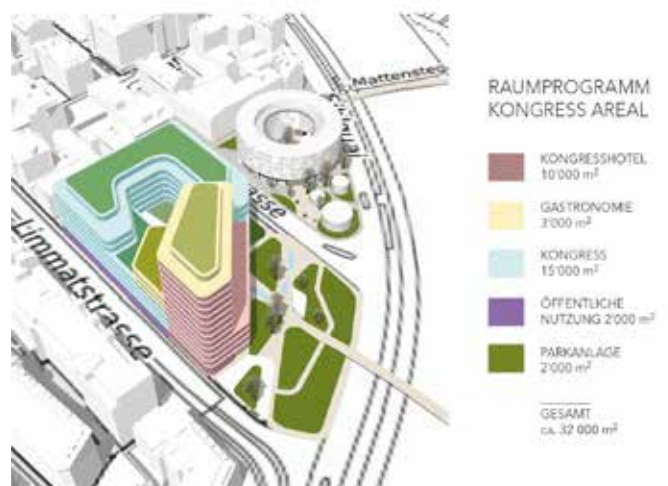 Mattensteg
Sihlquai
strasse
Limmatstrasse
RAUMPROGRAMM
KONGRESS AREAL
KONGRESSHOTEL
10'000 m²
GASTRONOMIE
3'000 m²
KONGRESS
15'000 m²
ÖFFENTLICHE
NUTZUNG 2'000 m²
PARKANLAGE
2'000 m²
GESAMT
ca. 32 000 m²